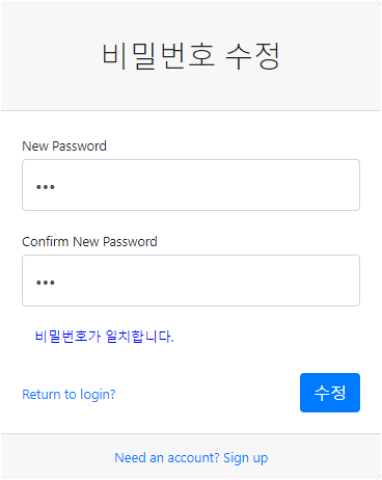 비밀번호 수정
New Password
•••
Confirm New Password
•••
비밀번호가 일치합니다.
Return to login?
수정
Need an account? Sign up